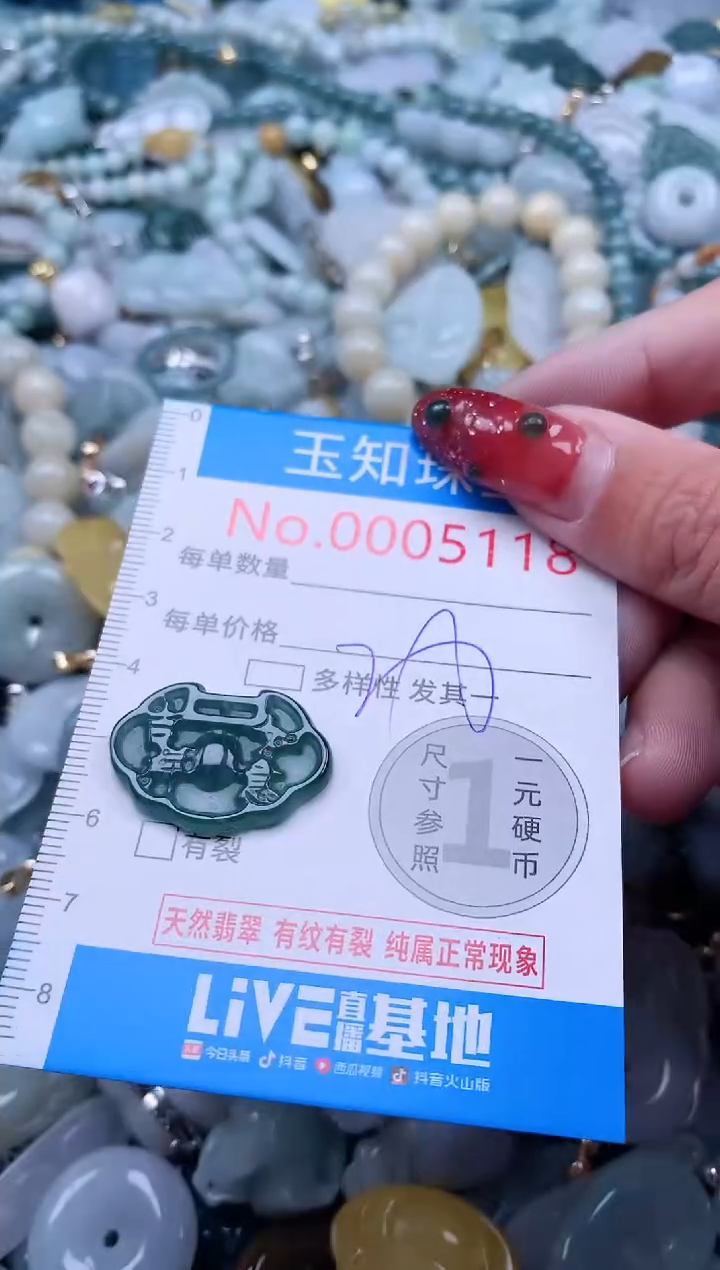 0
玉知珠
1
No.0005118
2
每单数量
3
每单价格
4
多样性 发其一
尺寸参照
1
一元硬币
6
有裂
7
天然翡翠 有纹有裂 纯属正常现象
8
LiVE直播基地
今日头条 抖音 西瓜视频 抖音火山版